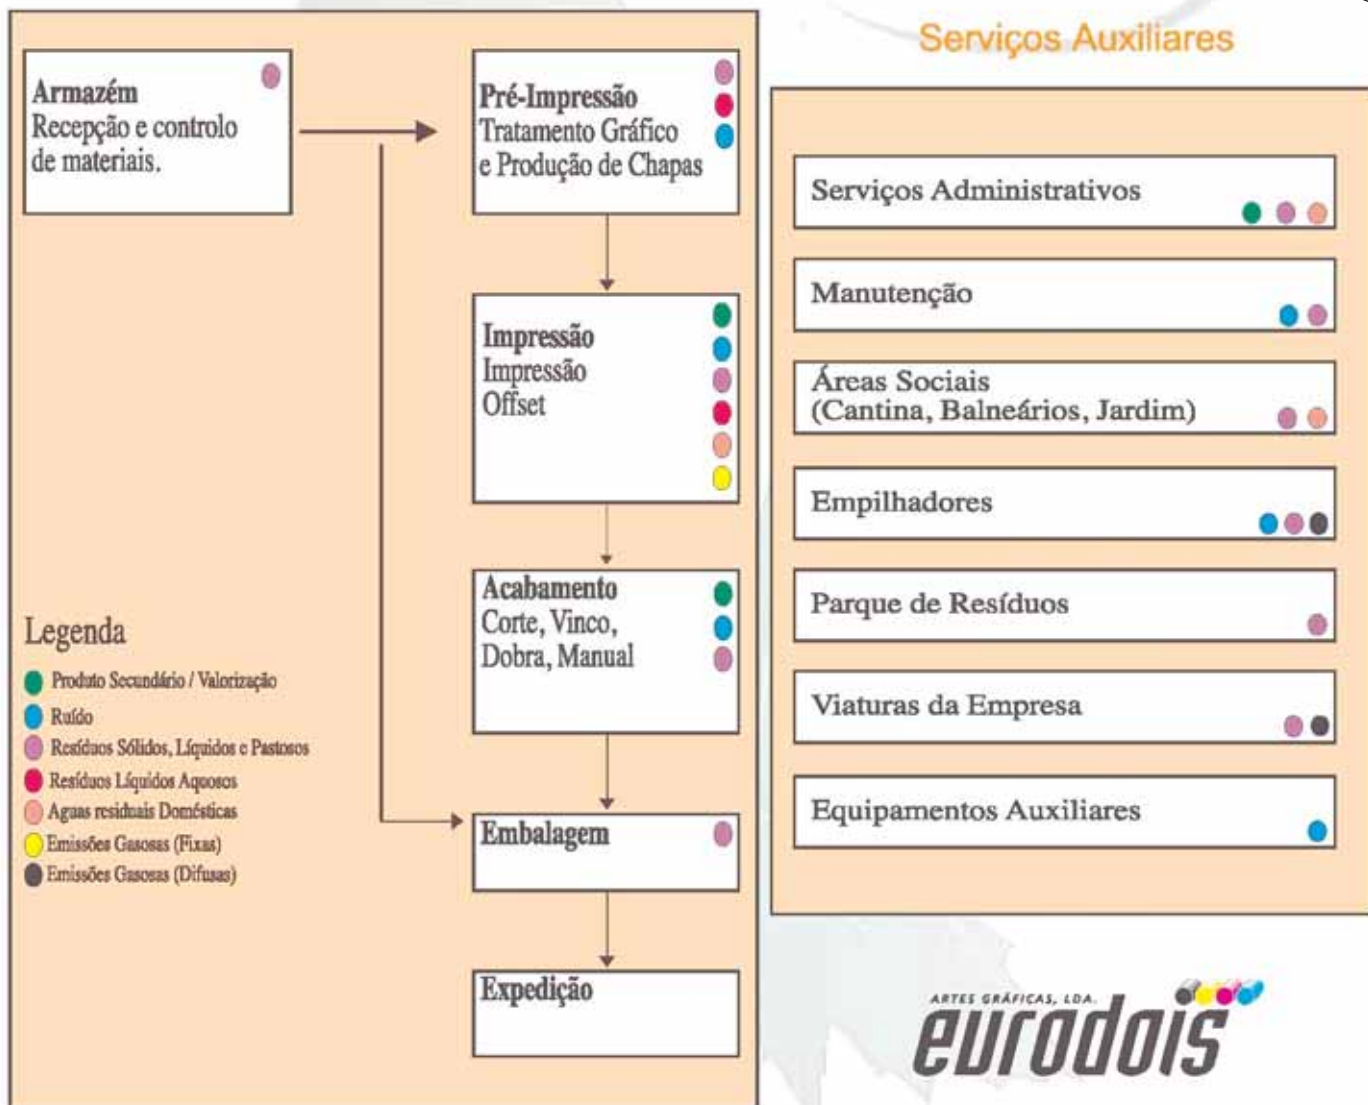 Armazém
Recepção e controlo
de materiais.
Pré-Impressão
Tratamento Gráfico
e Produção de Chapas
Impressão
Impressão
Offset
Acabamento
Corte, Vinco,
Dobra, Manual
Embalagem
Expedição
Legenda
Produto Secundário / Valorização
Ruído
Resíduos Sólidos, Líquidos e Pastosos
Resíduos Líquidos Aquosos
Aguas residuais Domésticas
Emissões Gasosas (Fixas)
Emissões Gasosas (Difusas)
Serviços Auxiliares
Serviços Administrativos
Manutenção
Áreas Sociais
(Cantina, Balneários, Jardim)
Empilhadores
Parque de Resíduos
Viaturas da Empresa
Equipamentos Auxiliares
ARTES GRÁFICAS, LDA.
eurodois